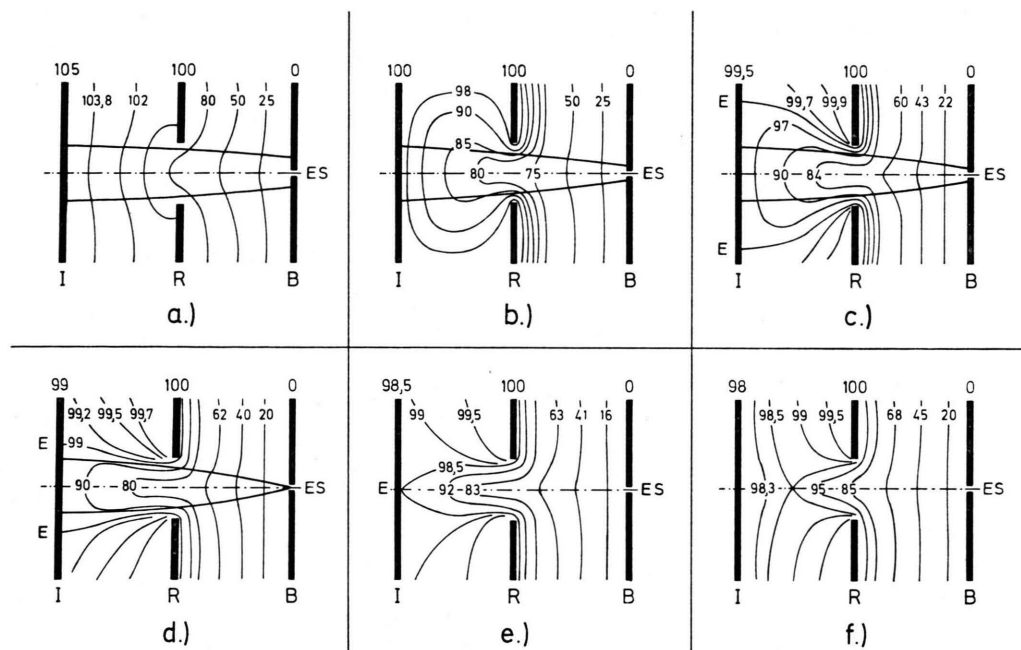 105 100 0
103,8 102 80 50 25
ES
I R B
a.)
100 100 0
98
90
50 25
85
80 75
ES
I R B
b.)
99,5 100 0
E 99,7 99,9 60 43 22
97
90 84
ES
E
I R B
c.)
99 100 0
99,2 99,5 99,7 62 40 20
E
99
90 80
ES
E
I R B
d.)
98,5 100 0
99 99,5 63 41 16
98,5
E 92 83
ES
I R B
e.)
98 100 0
98,5 99 99,5 68 45 20
98,3 95 85
ES
I R B
f.)